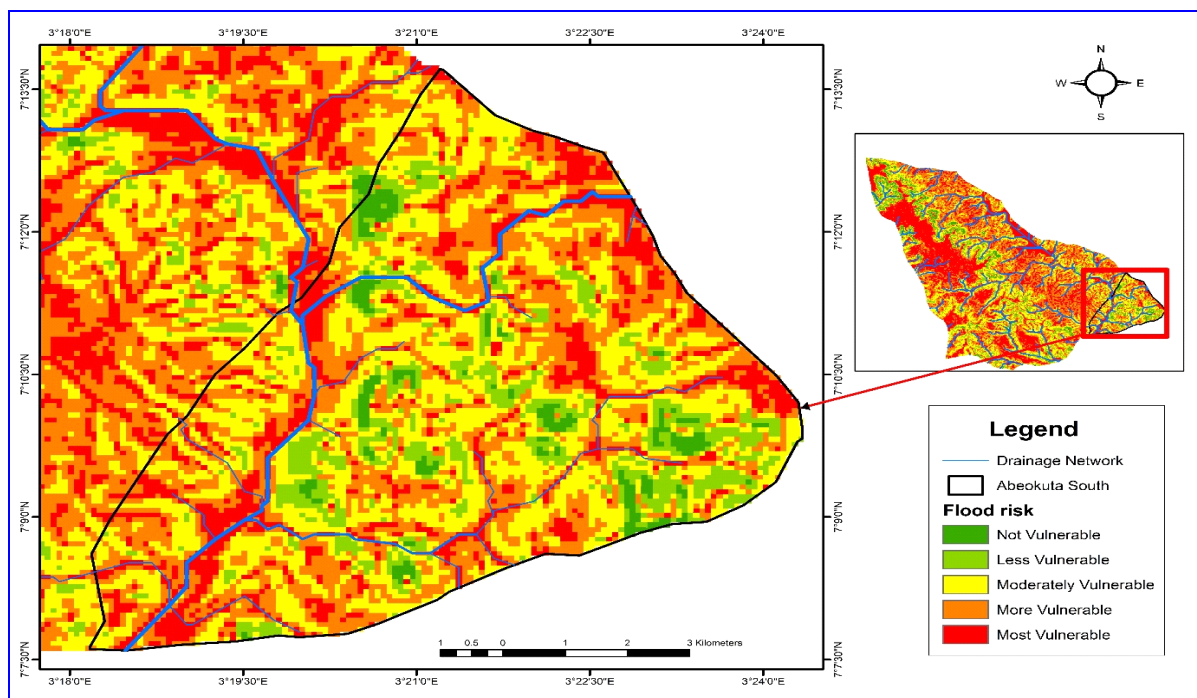 3°18'0"E 3°19'30"E 3°21'0"E 3°22'30"E 3°24'0"E
N
W E
S
7°13'30"N 7°13'30"N
7°12'0"N 7°12'0"N
7°10'30"N 7°10'30"N
7°9'0"N 7°9'0"N
7°7'30"N 7°7'30"N
1 0.5 0 1 2 3 Kilometers
3°18'0"E 3°19'30"E 3°21'0"E 3°22'30"E 3°24'0"E
Legend
Drainage Network
Abeokuta South
Flood risk
Not Vulnerable
Less Vulnerable
Moderately Vulnerable
More Vulnerable
Most Vulnerable